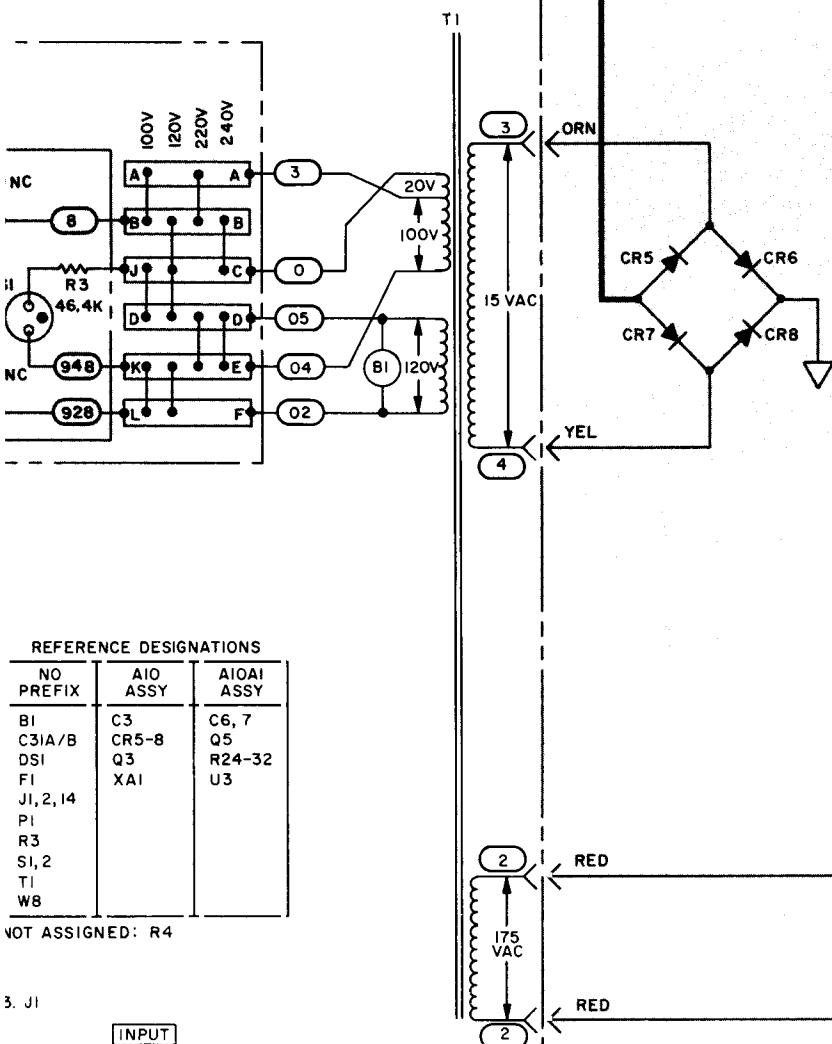 T1
100V 120V 220V 240V
3
ORN
NC
A A
3
20V
8
B B
100V
J C
0
R3
46.4K
CR5 CR6
15 VAC
D D
05
CR7 CR8
NC
948
K E
04
B1
120V
928
L F
02
YEL
4
REFERENCE DESIGNATIONS
NO PREFIX
A10 ASSY
A10A1 ASSY
B1 C3 C6, 7
C31A/B CR5-8 Q5
DS1 Q3 R24-32
F1 XA1 U3
J1, 2, 14
P1
R3
S1, 2
T1
W8
NOT ASSIGNED: R4
2
RED
175
VAC
3. J1
RED
INPUT
2